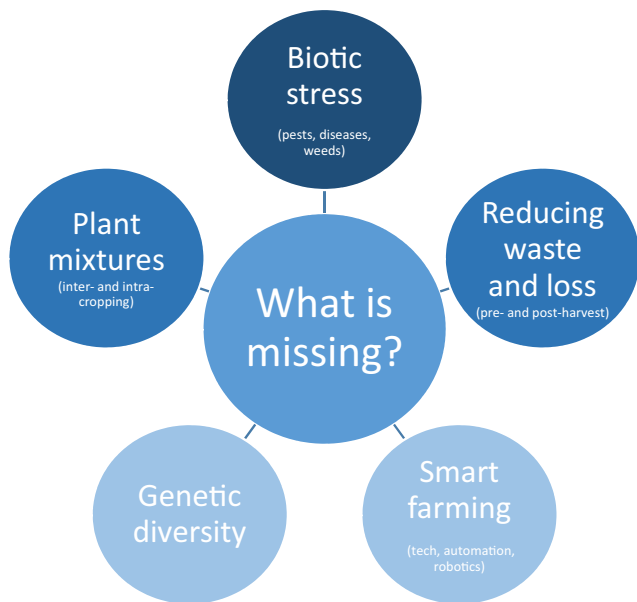 Biotic
stress
(pests, diseases,
weeds)
Plant
mixtures
(inter- and intra-
cropping)
Reducing
waste
and loss
(pre- and post-harvest)
What is
missing?
Genetic
diversity
Smart
farming
(tech, automation,
robotics)